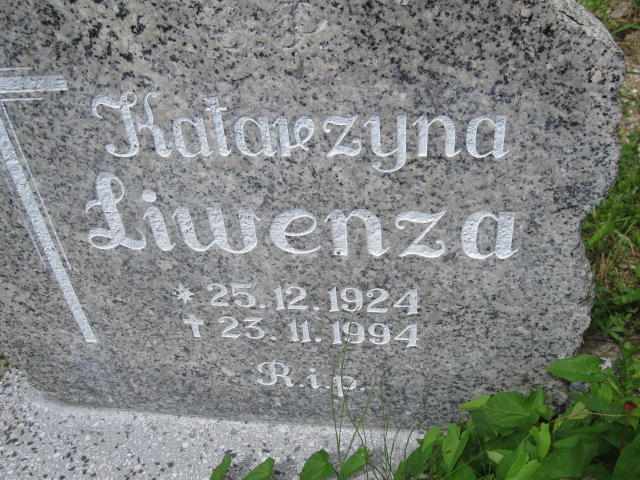 Katarzyna
Liwenza
* 25.12.1924
✝ 23.11.1994
R.i.p.